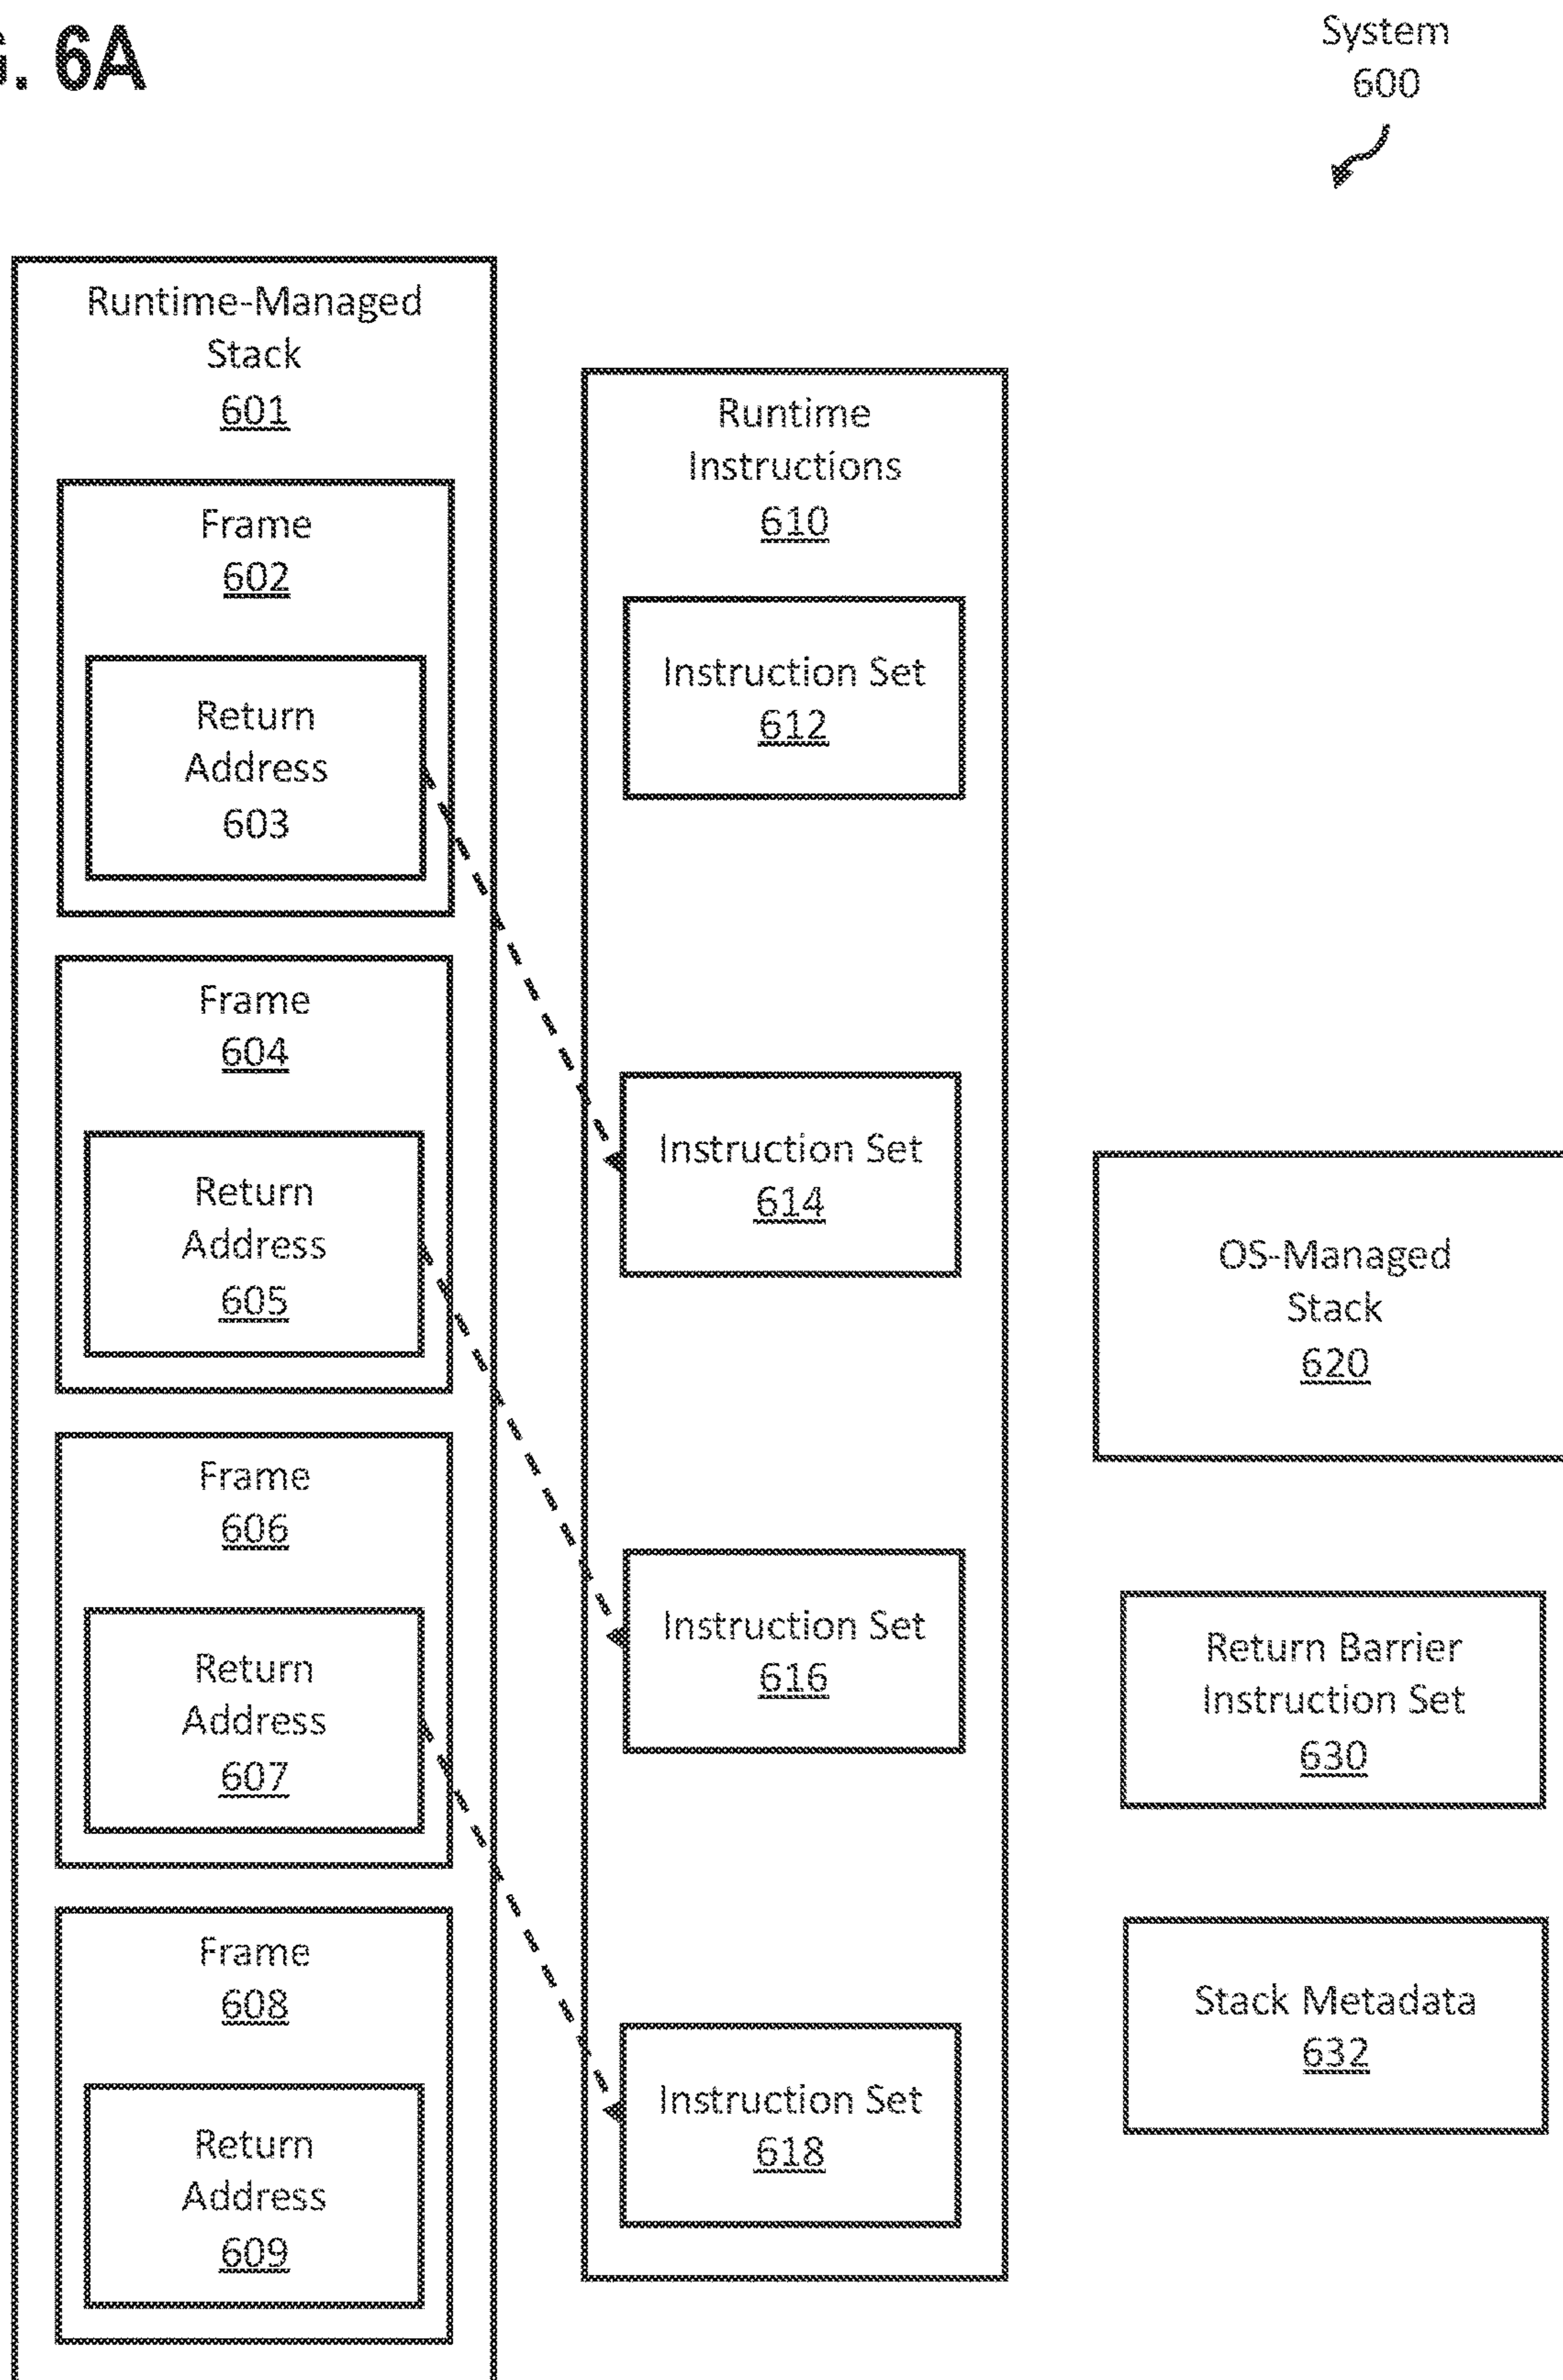 . 6A
System
600
Runtime-Managed
Stack
601
Frame
602
Return
Address
603
Frame
604
Return
Address
605
Frame
606
Return
Address
607
Frame
608
Return
Address
609
Runtime
Instructions
610
Instruction Set
612
Instruction Set
614
Instruction Set
616
Instruction Set
618
OS-Managed
Stack
620
Return Barrier
Instruction Set
630
Stack Metadata
632